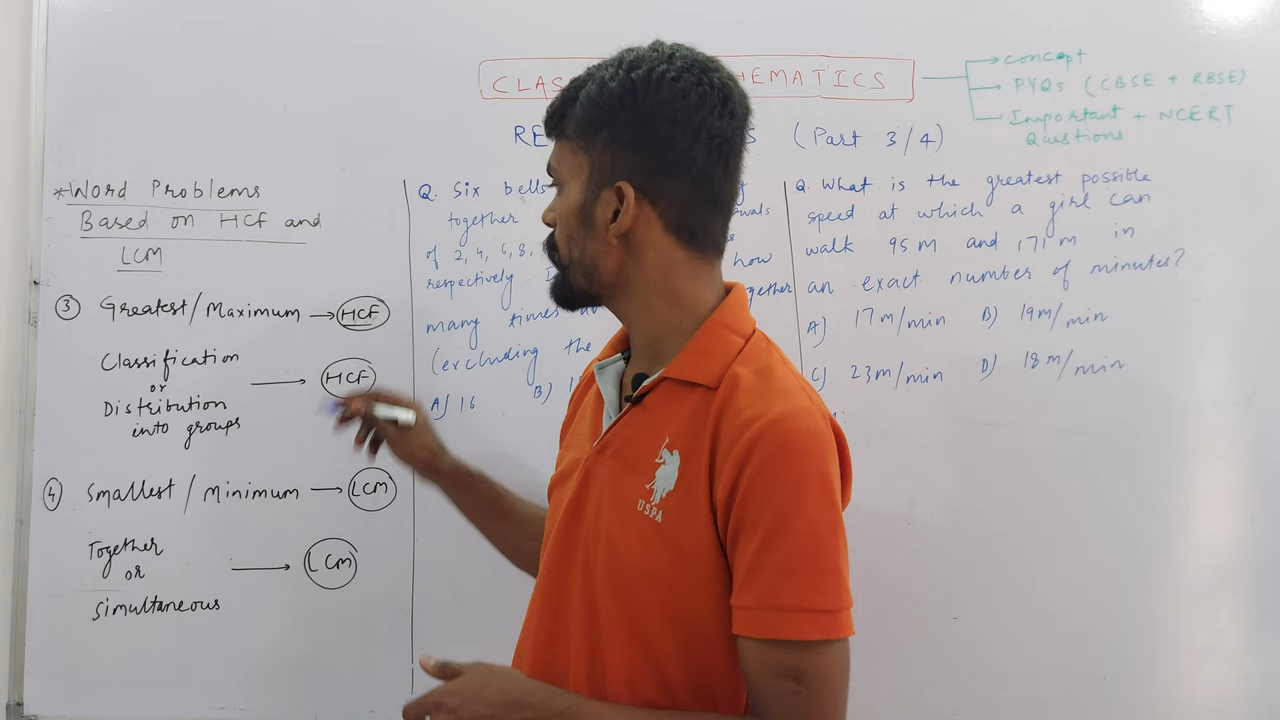 CLAS HEMATICS
concept
PYQs (CBSE + RBSE)
Important + NCERT
Questions
RE S (Part 3/4)
*Word Problems
Based on HCF and
LCM
③ Greatest/Maximum → HCF
Classification
or
Distribution
into groups
→ HCF
④ Smallest/Minimum → LCM
Together
or
Simultaneous
→ LCM
Q. Six bells
together
of 2, 4, 6, 8,
respectively. how
many times
(excluding the
A) 16 B)
Q. What is the greatest possible
speed at which a girl can
walk 95 m and 171 m in
an exact number of minutes?
A) 17 m/min B) 19 m/min
C) 23 m/min D) 18 m/min
USPA